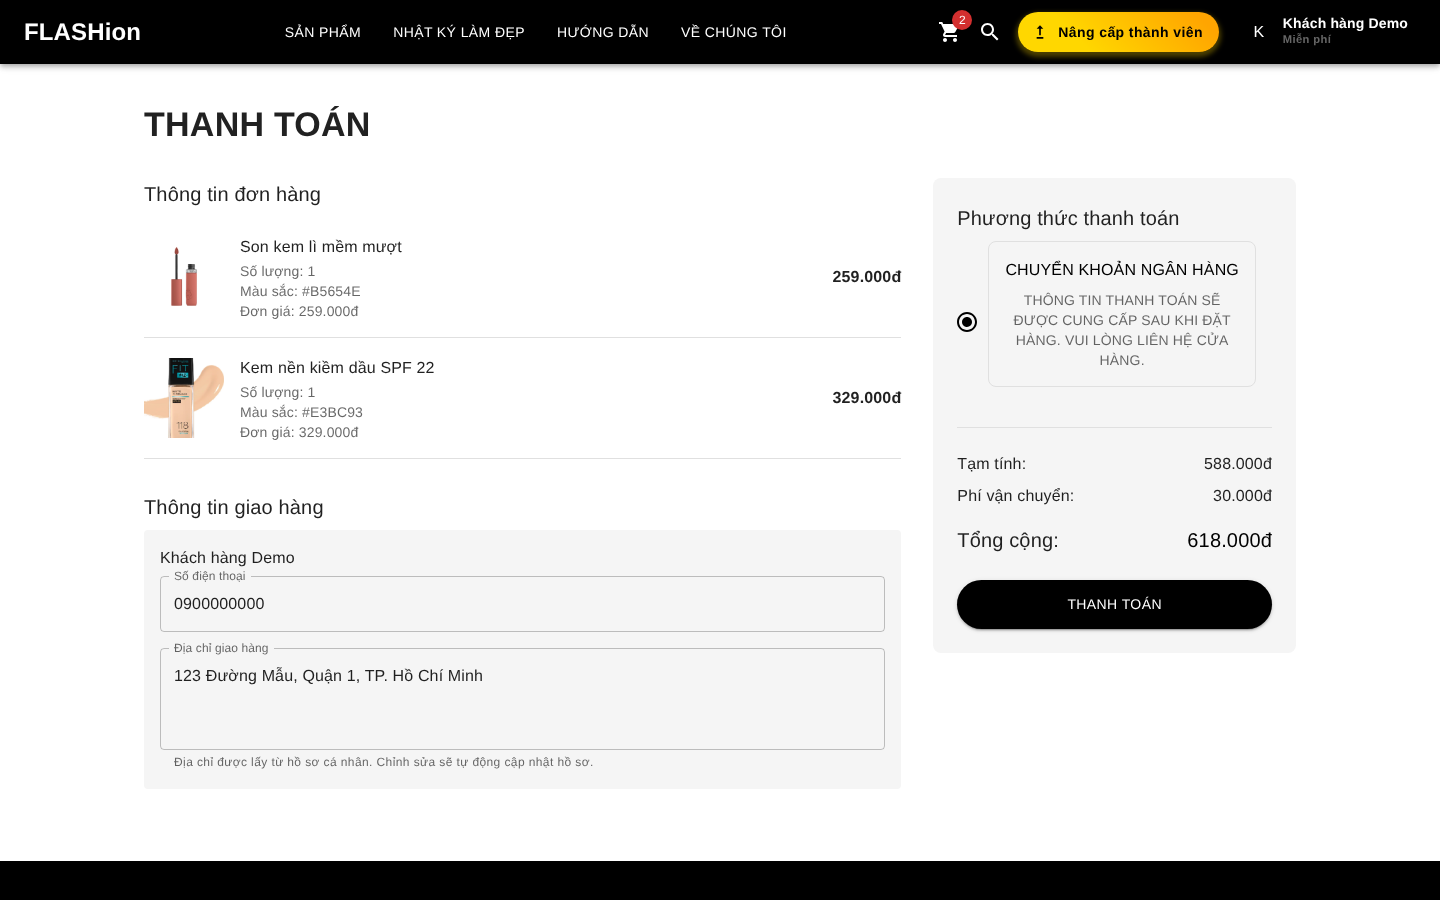 FLASHion
SẢN PHẨM
NHẬT KÝ LÀM ĐẸP
HƯỚNG DẪN
VỀ CHÚNG TÔI
2
Nâng cấp thành viên
K
Khách hàng Demo
Miễn phí
THANH TOÁN
Thông tin đơn hàng
Son kem lì mềm mượt
Số lượng: 1
Màu sắc: #B5654E
Đơn giá: 259.000đ
259.000đ
Kem nền kiềm dầu SPF 22
Số lượng: 1
Màu sắc: #E3BC93
Đơn giá: 329.000đ
329.000đ
FIT
118
Thông tin giao hàng
Khách hàng Demo
Số điện thoại
0900000000
Địa chỉ giao hàng
123 Đường Mẫu, Quận 1, TP. Hồ Chí Minh
Địa chỉ được lấy từ hồ sơ cá nhân. Chỉnh sửa sẽ tự động cập nhật hồ sơ.
Phương thức thanh toán
CHUYỂN KHOẢN NGÂN HÀNG
THÔNG TIN THANH TOÁN SẼ
ĐƯỢC CUNG CẤP SAU KHI ĐẶT
HÀNG. VUI LÒNG LIÊN HỆ CỬA
HÀNG.
Tạm tính:
588.000đ
Phí vận chuyển:
30.000đ
Tổng cộng:
618.000đ
THANH TOÁN